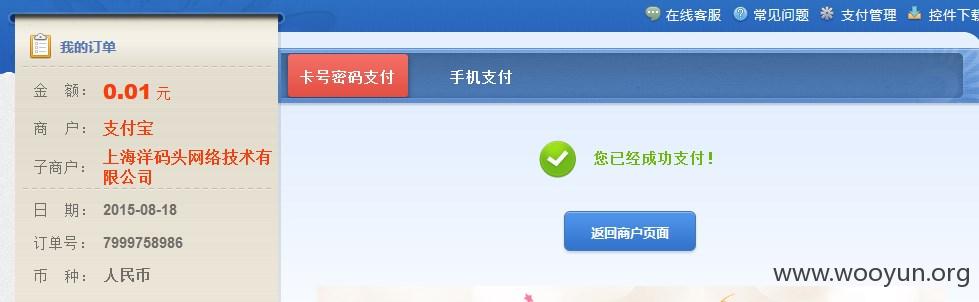 在线客服 常见问题 支付管理 控件下载
我的订单
卡号密码支付 手机支付
金 额： 0.01 元
商 户： 支付宝
子商户： 上海洋码头网络技术有
限公司
您已经成功支付！
日 期： 2015-08-18
订单号： 7999758986
返回商户页面
币 种： 人民币
www.wooyun.org